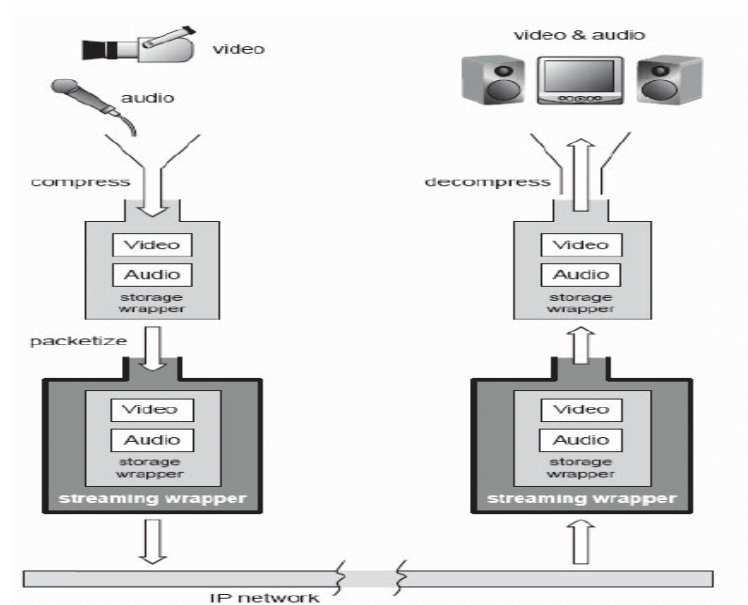 video
audio
compress
Video
Audio
storage
wrapper
packetize
Video
Audio
storage
wrapper
streaming wrapper
video & audio
decompress
Video
Audio
storage
wrapper
Video
Audio
storage
wrapper
streaming wrapper
IP network